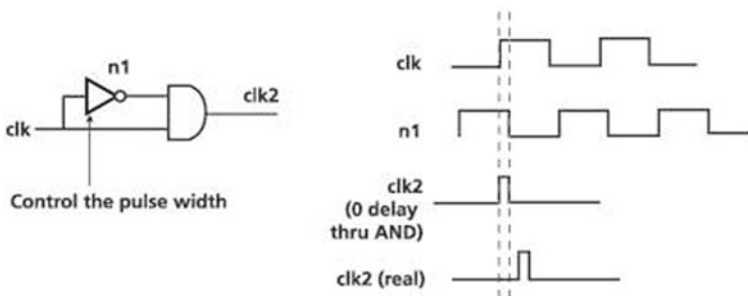 n1
clk2
clk
Control the pulse width
clk
n1
clk2
(0 delay
thru AND)
clk2 (real)